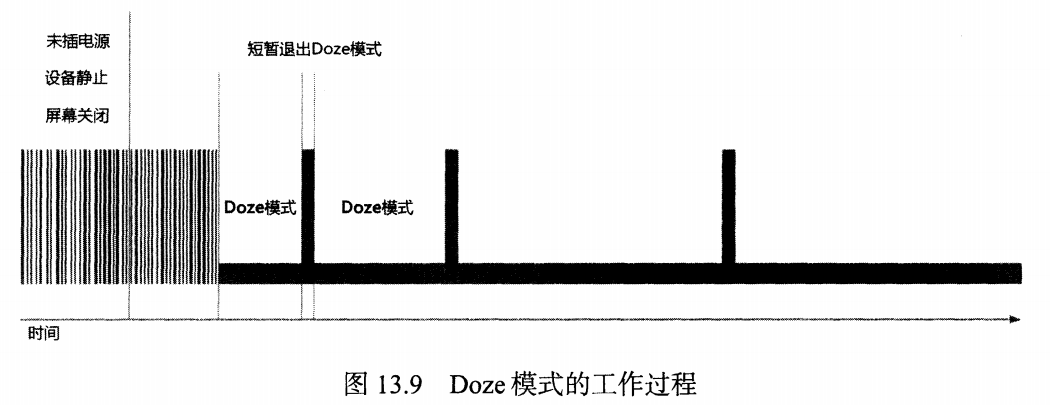 未插电源
短暂退出Doze模式
设备静止
屏幕关闭
Doze模式
Doze模式
时间
图 13.9 Doze 模式的工作过程